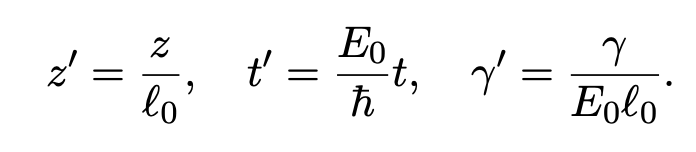 z′ = z/ℓ₀, t′ = E₀/ħ t, γ′ = γ/E₀ℓ₀.